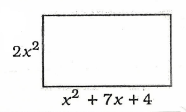 2x²
x² + 7x + 4